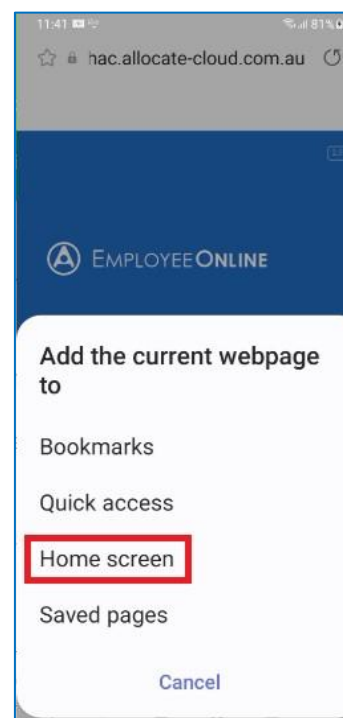 11:41 81%
hac.allocate-cloud.com.au
EMPLOYEEONLINE
Add the current webpage
to
Bookmarks
Quick access
Home screen
Saved pages
Cancel